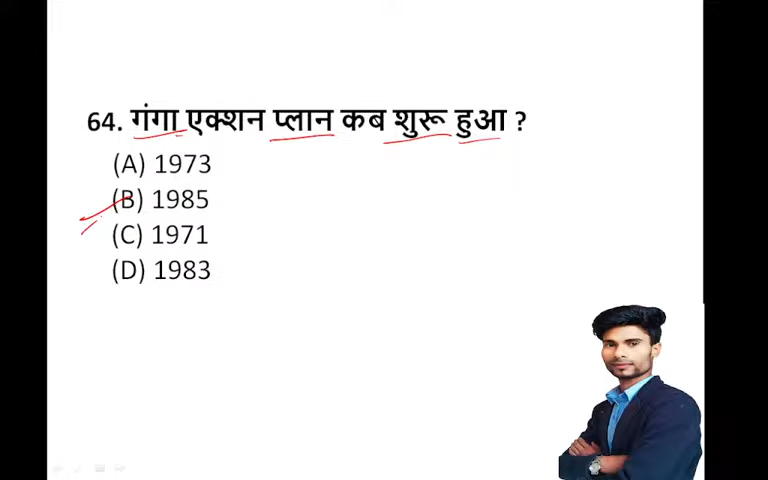 64. गंगा एक्शन प्लान कब शुरू हुआ ?
(A) 1973
(B) 1985
(C) 1971
(D) 1983